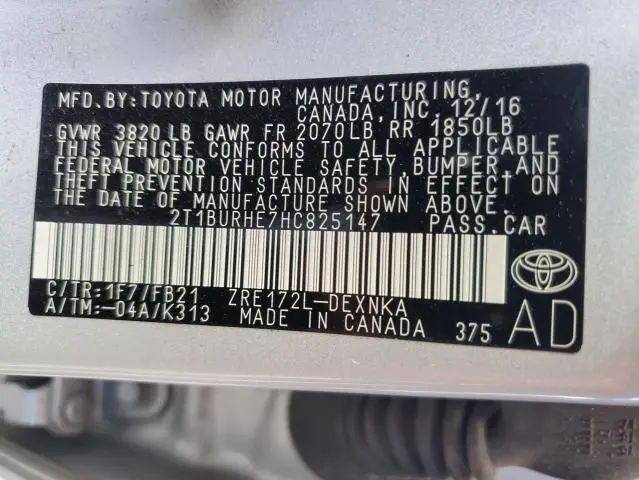 MFD.BY:TOYOTA MOTOR MANUFACTURING,
CANADA,INC. 12/16
GVWR 3820 LB GAWR FR 2070LB RR 1850LB
THIS VEHICLE CONFORMS TO ALL APPLICABLE
FEDERAL MOTOR VEHICLE SAFETY, BUMPER, AND
THEFT PREVENTION STANDARDS IN EFFECT ON
THE DATE OF MANUFACTURE SHOWN ABOVE.
2T1BURHE7HC825147 PASS.CAR
C/TR:1F7/FB21 ZRE172L-DEXNKA
A/TM:-04A/K313 MADE IN CANADA 375 AD